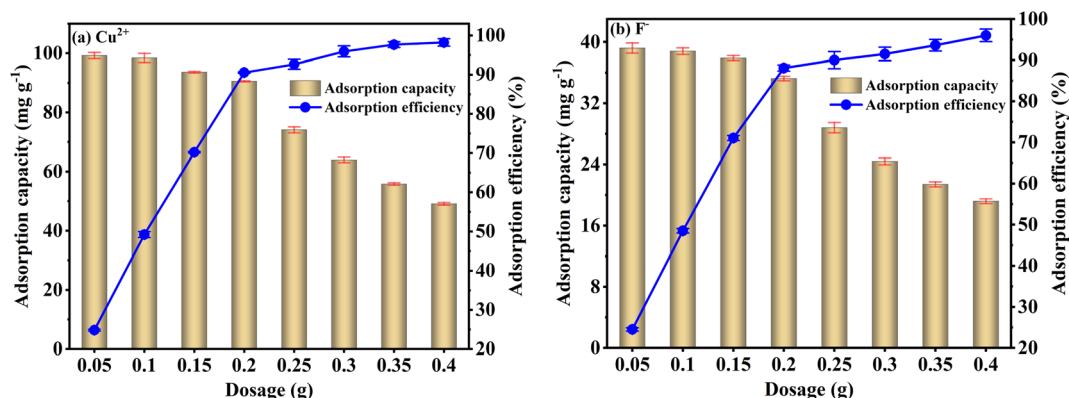 (a) Cu²⁺
Adsorption capacity
Adsorption efficiency
Adsorption capacity (mg g⁻¹)
100
80
60
40
20
0
Adsorption efficiency (%)
100
90
80
70
60
50
40
30
20
0.05 0.1 0.15 0.2 0.25 0.3 0.35 0.4
Dosage (g)
(b) F⁻
Adsorption capacity
Adsorption efficiency
Adsorption capacity (mg g⁻¹)
40
32
24
16
8
0
Adsorption efficiency (%)
100
90
80
70
60
50
40
30
20
0.05 0.1 0.15 0.2 0.25 0.3 0.35 0.4
Dosage (g)